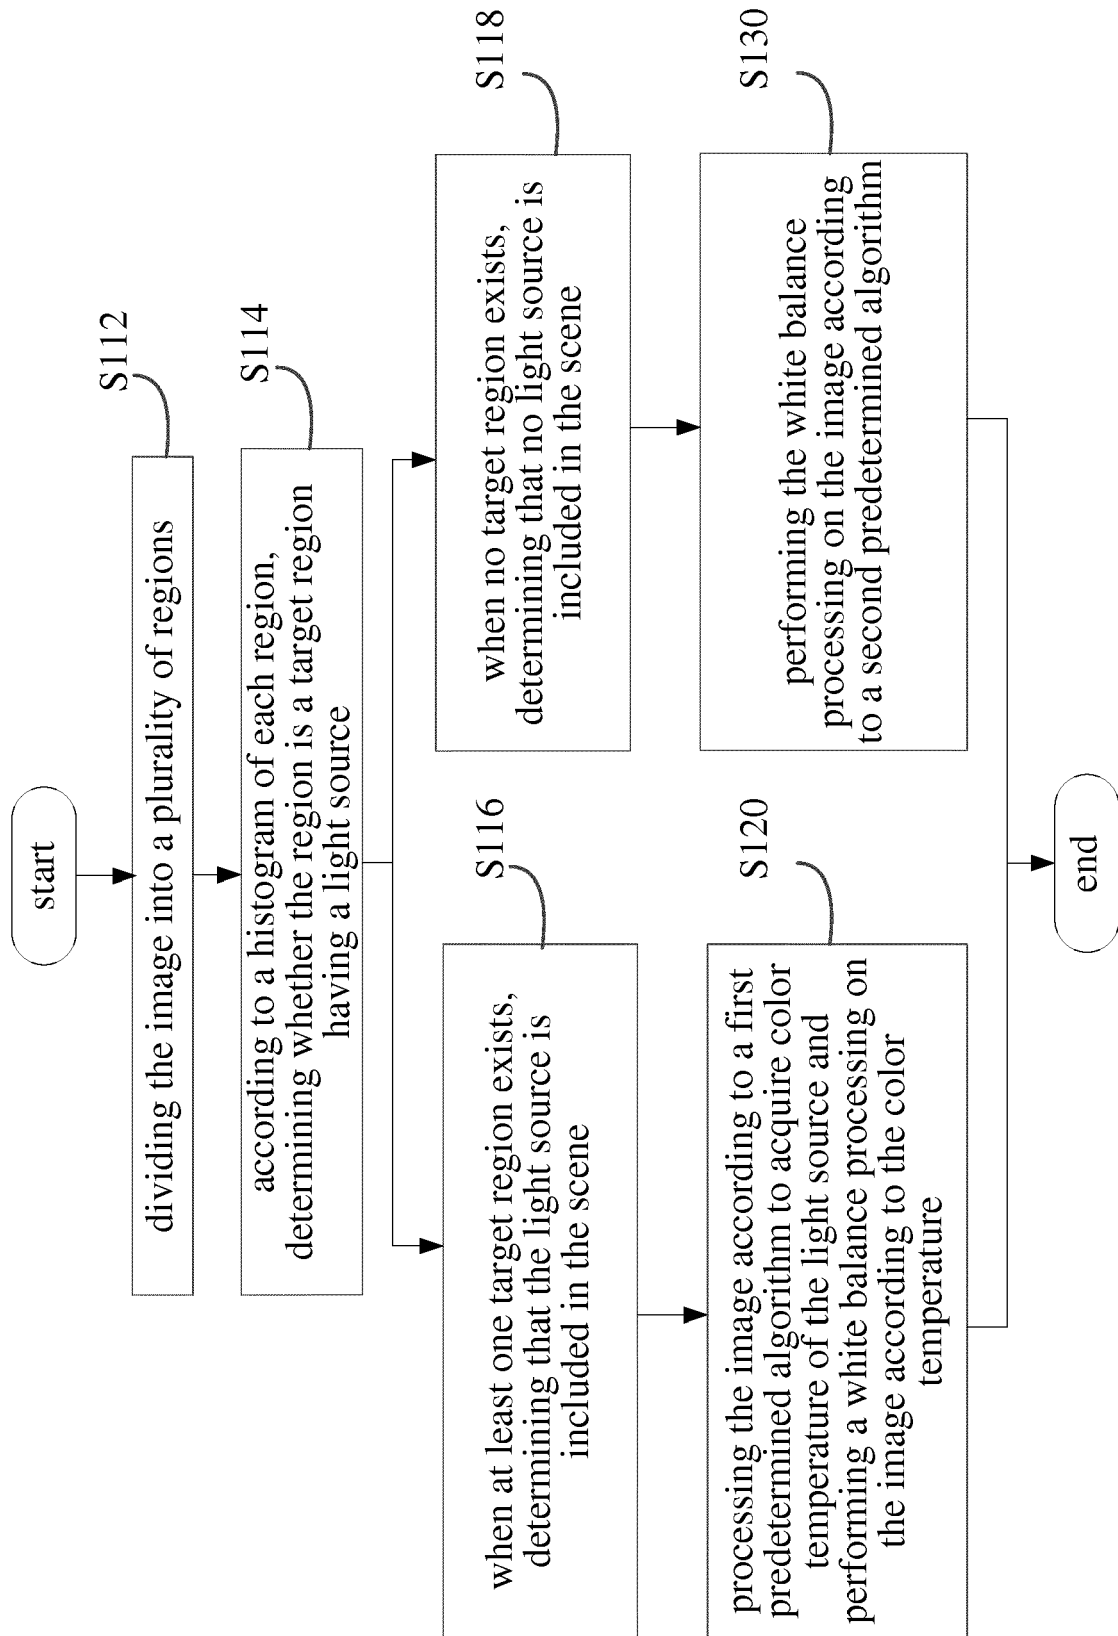 start
S112
dividing the image into a plurality of regions
S114
according to a histogram of each region,
determining whether the region is a target region
having a light source
S116
when at least one target region exists,
determining that the light source is
included in the scene
S118
when no target region exists,
determining that no light source is
included in the scene
S120
processing the image according to a first
predetermined algorithm to acquire color
temperature of the light source and
performing a white balance processing on
the image according to the color
temperature
S130
performing the white balance
processing on the image according
to a second predetermined algorithm
end